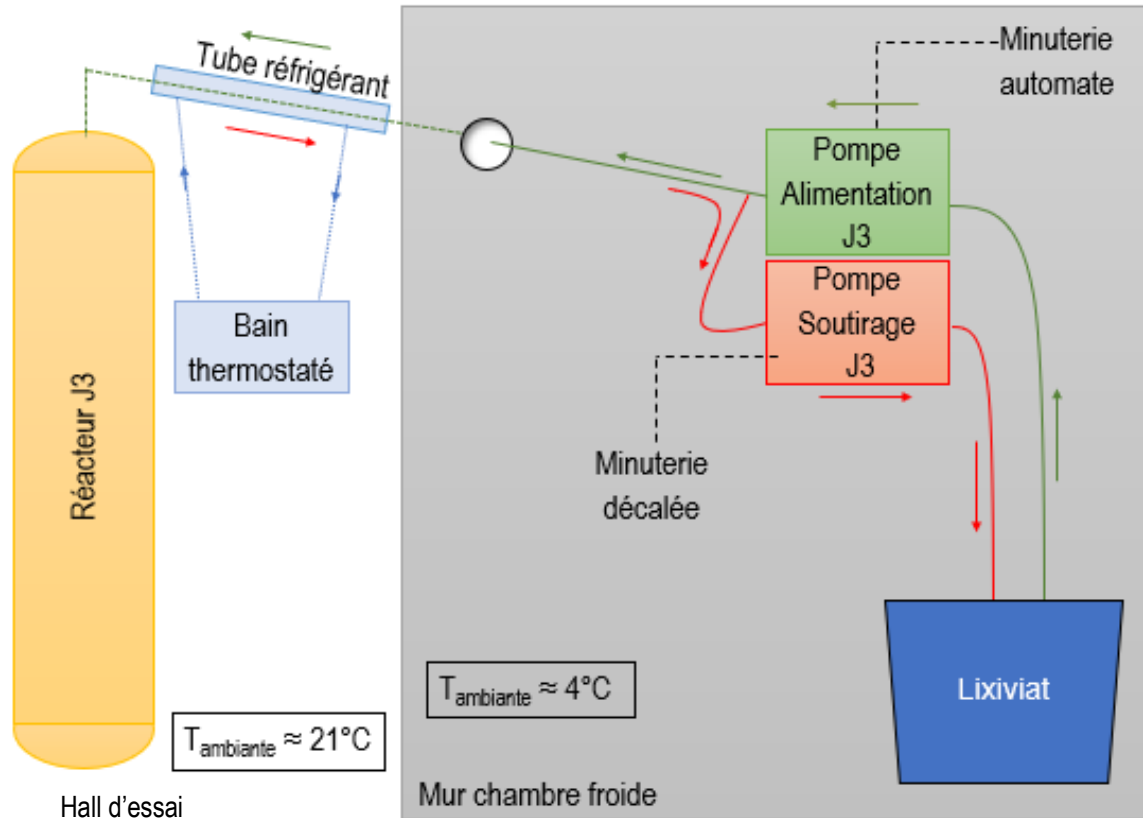 Tube réfrigérant
Minuterie
automate
Pompe
Alimentation
J3
Pompe
Soutirage
J3
Bain
thermostaté
Réacteur J3
Minuterie
décalée
Lixiviat
Tambiante ≈ 4°C
Tambiante ≈ 21°C
Mur chambre froide
Hall d'essai